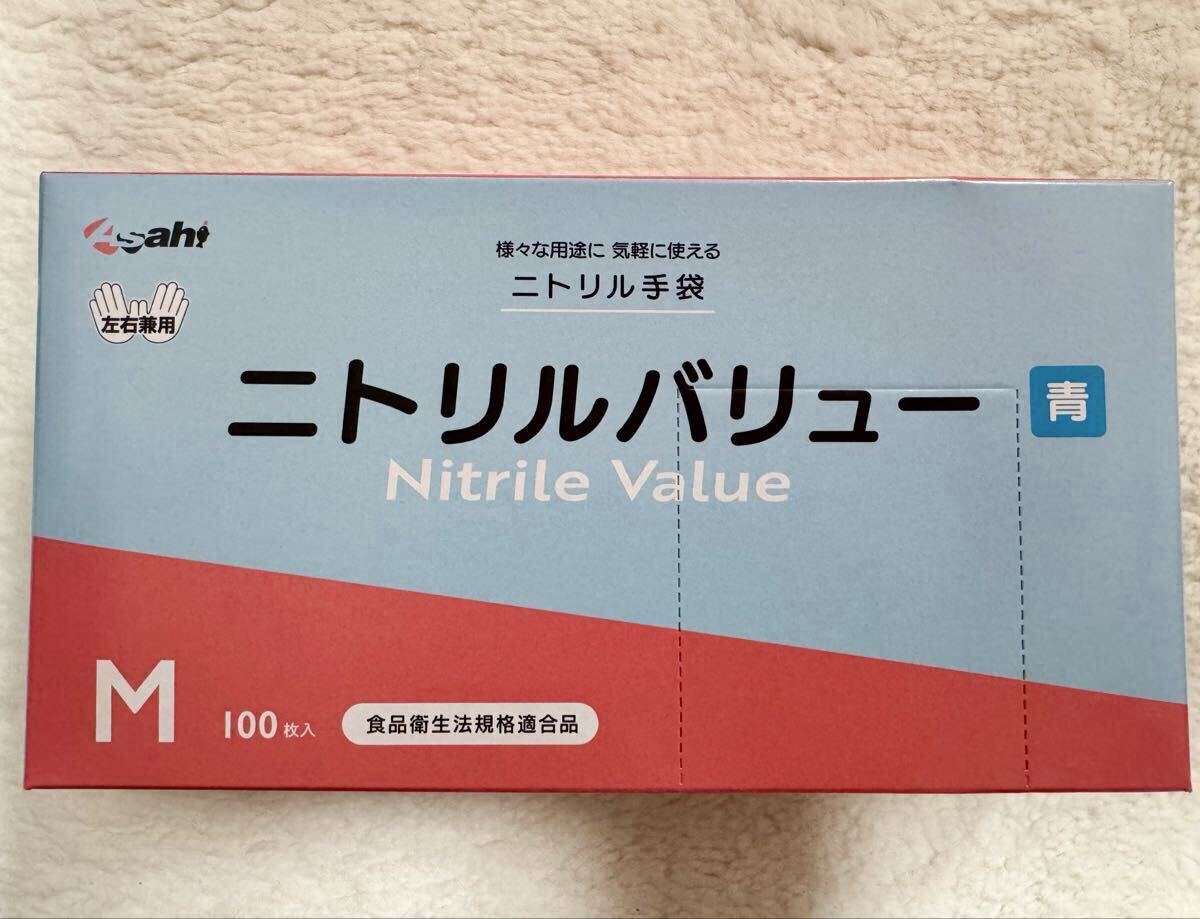 Asahi
左右兼用
様々な用途に 気軽に使える
ニトリル手袋
ニトリルバリュー
青
Nitrile Value
M
100枚入
食品衛生法規格適合品